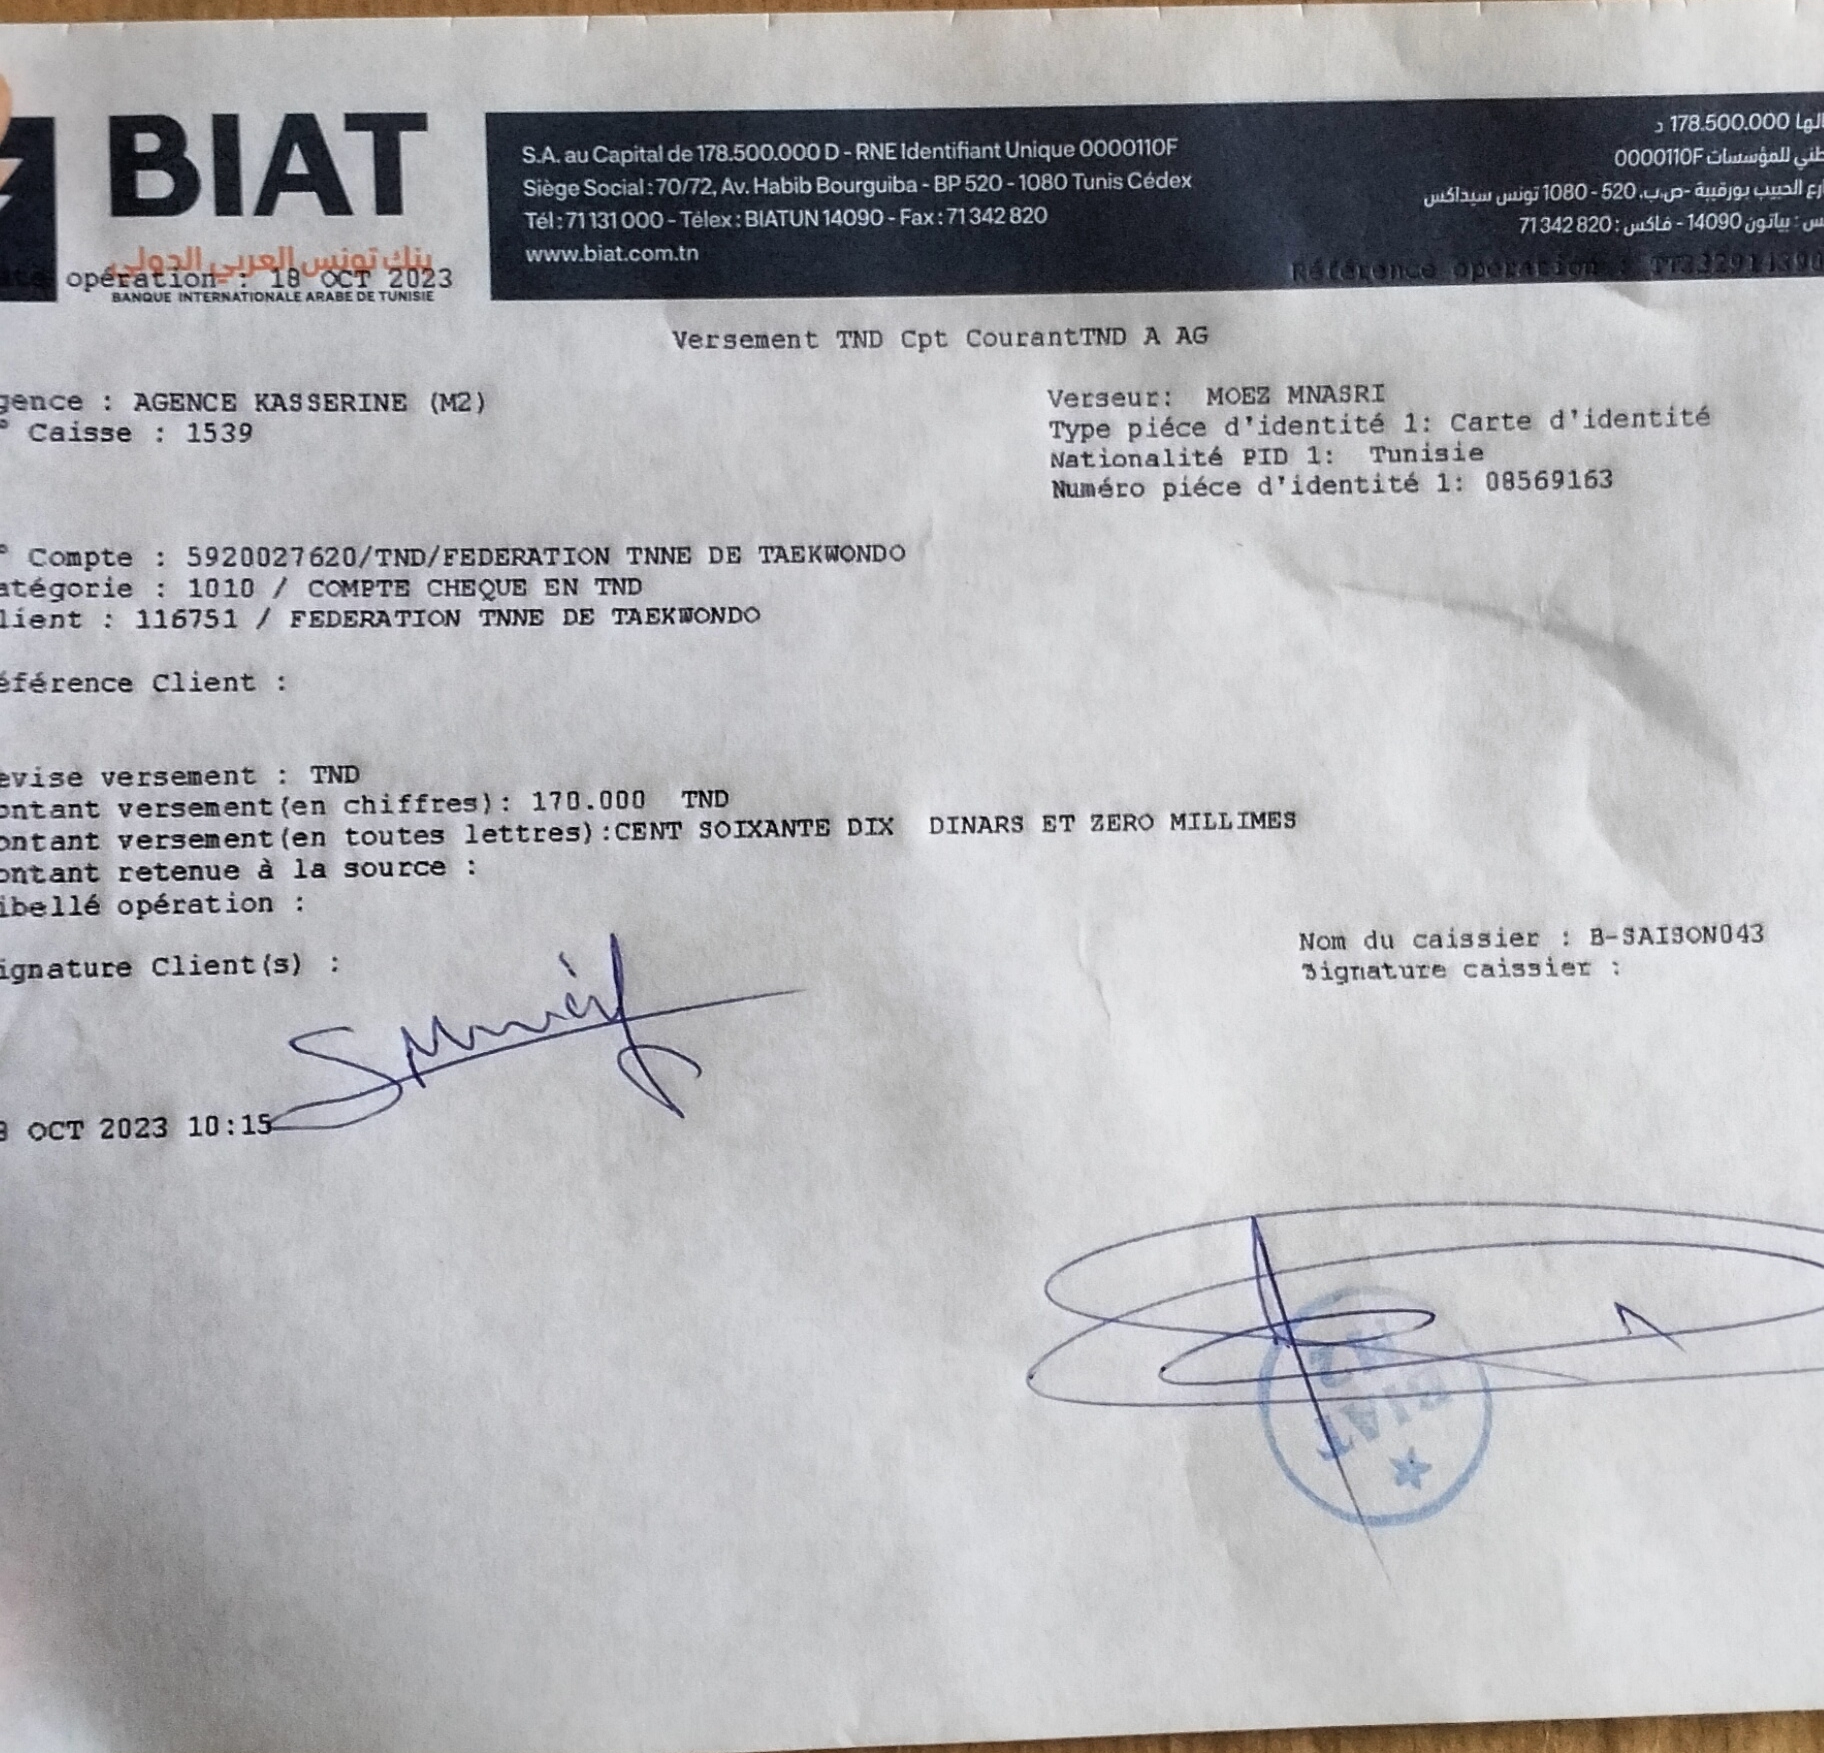 BIAT
بنك تونس العربي الدولي
BANQUE INTERNATIONALE ARABE DE TUNISIE
S.A. au Capital de 178.500.000 D - RNE Identifiant Unique 0000110F
Siège Social : 70/72, Av. Habib Bourguiba - BP 520 - 1080 Tunis Cédex
Tél : 71 131 000 - Télex : BIATUN 14090 - Fax : 71 342 820
www.biat.com.tn
178.500.000 د
للمؤسسات 0000110F
الحبيب بورقيبة -ص.ب. 520 - 1080 تونس سيداكس
بياتون 14090 - فاكس : 71 342 820
opération : 18 OCT 2023
Référence opération :
Versement TND Cpt CourantTND A AG
gence : AGENCE KASSERINE (M2)
° Caisse : 1539
Verseur: MOEZ MNASRI
Type piéce d'identité 1: Carte d'identité
Nationalité PID 1: Tunisie
Numéro piéce d'identité 1: 08569163
° Compte : 5920027620/TND/FEDERATION TNNE DE TAEKWONDO
atégorie : 1010 / COMPTE CHEQUE EN TND
lient : 116751 / FEDERATION TNNE DE TAEKWONDO
éférence Client :
evise versement : TND
ontant versement(en chiffres): 170.000 TND
ontant versement(en toutes lettres):CENT SOIXANTE DIX DINARS ET ZERO MILLIMES
ontant retenue à la source :
ibellé opération :
ignature Client(s) :
Nom du caissier : B-SAISON043
Signature caissier :
8 OCT 2023 10:15
BIAT